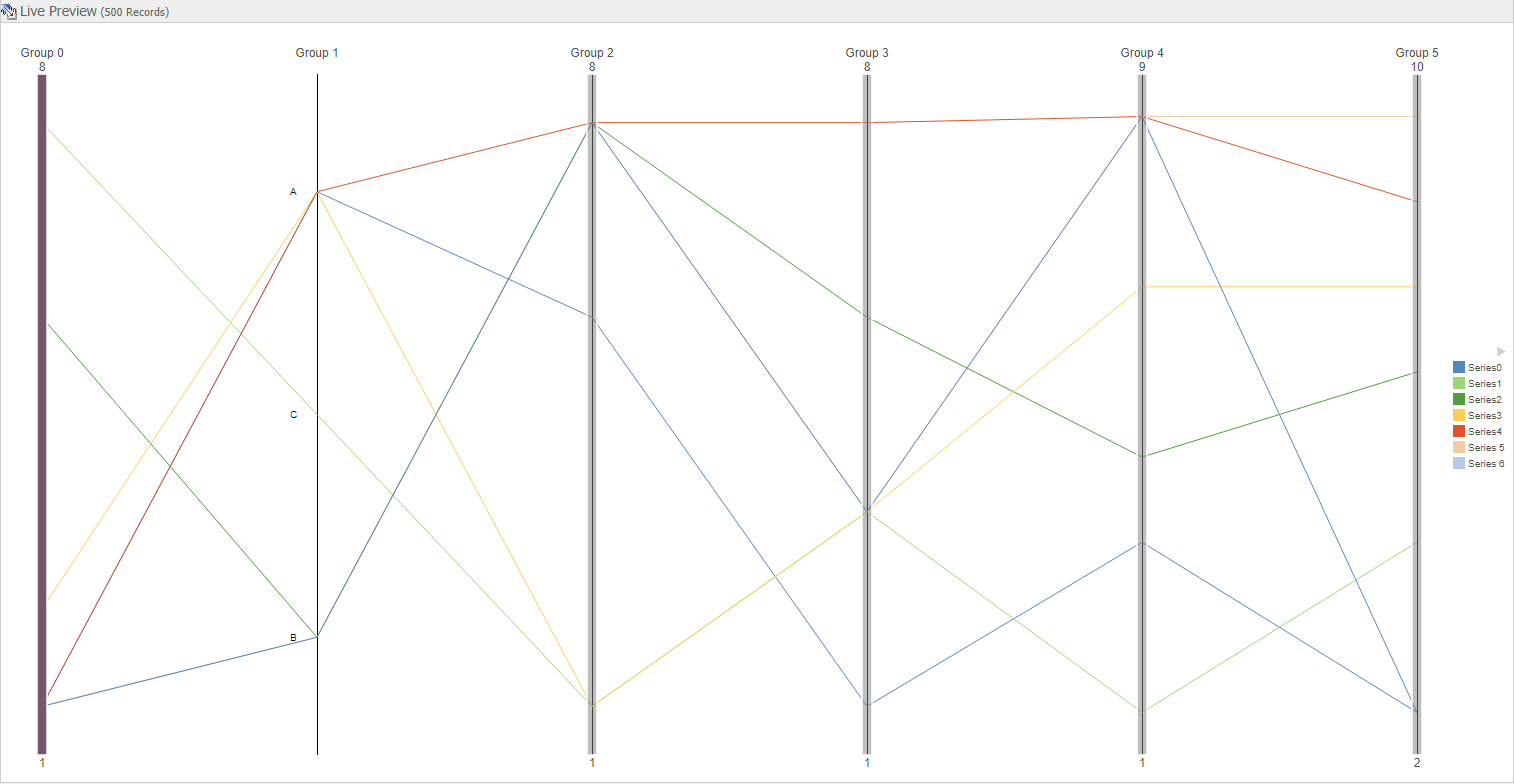 Live Preview (500 Records)
Group 0 Group 1 Group 2 Group 3 Group 4 Group 5
8 8 8 9 10
A
C
B
Series0
Series1
Series2
Series3
Series4
Series 5
Series 6
1 1 1 1 2